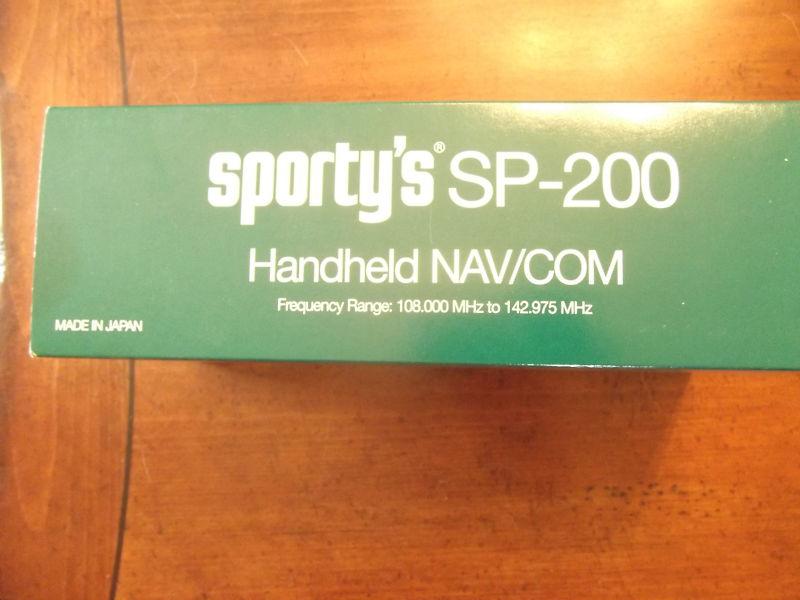 sporty's® SP-200
Handheld NAV/COM
Frequency Range: 108.000 MHz to 142.975 MHz
MADE IN JAPAN